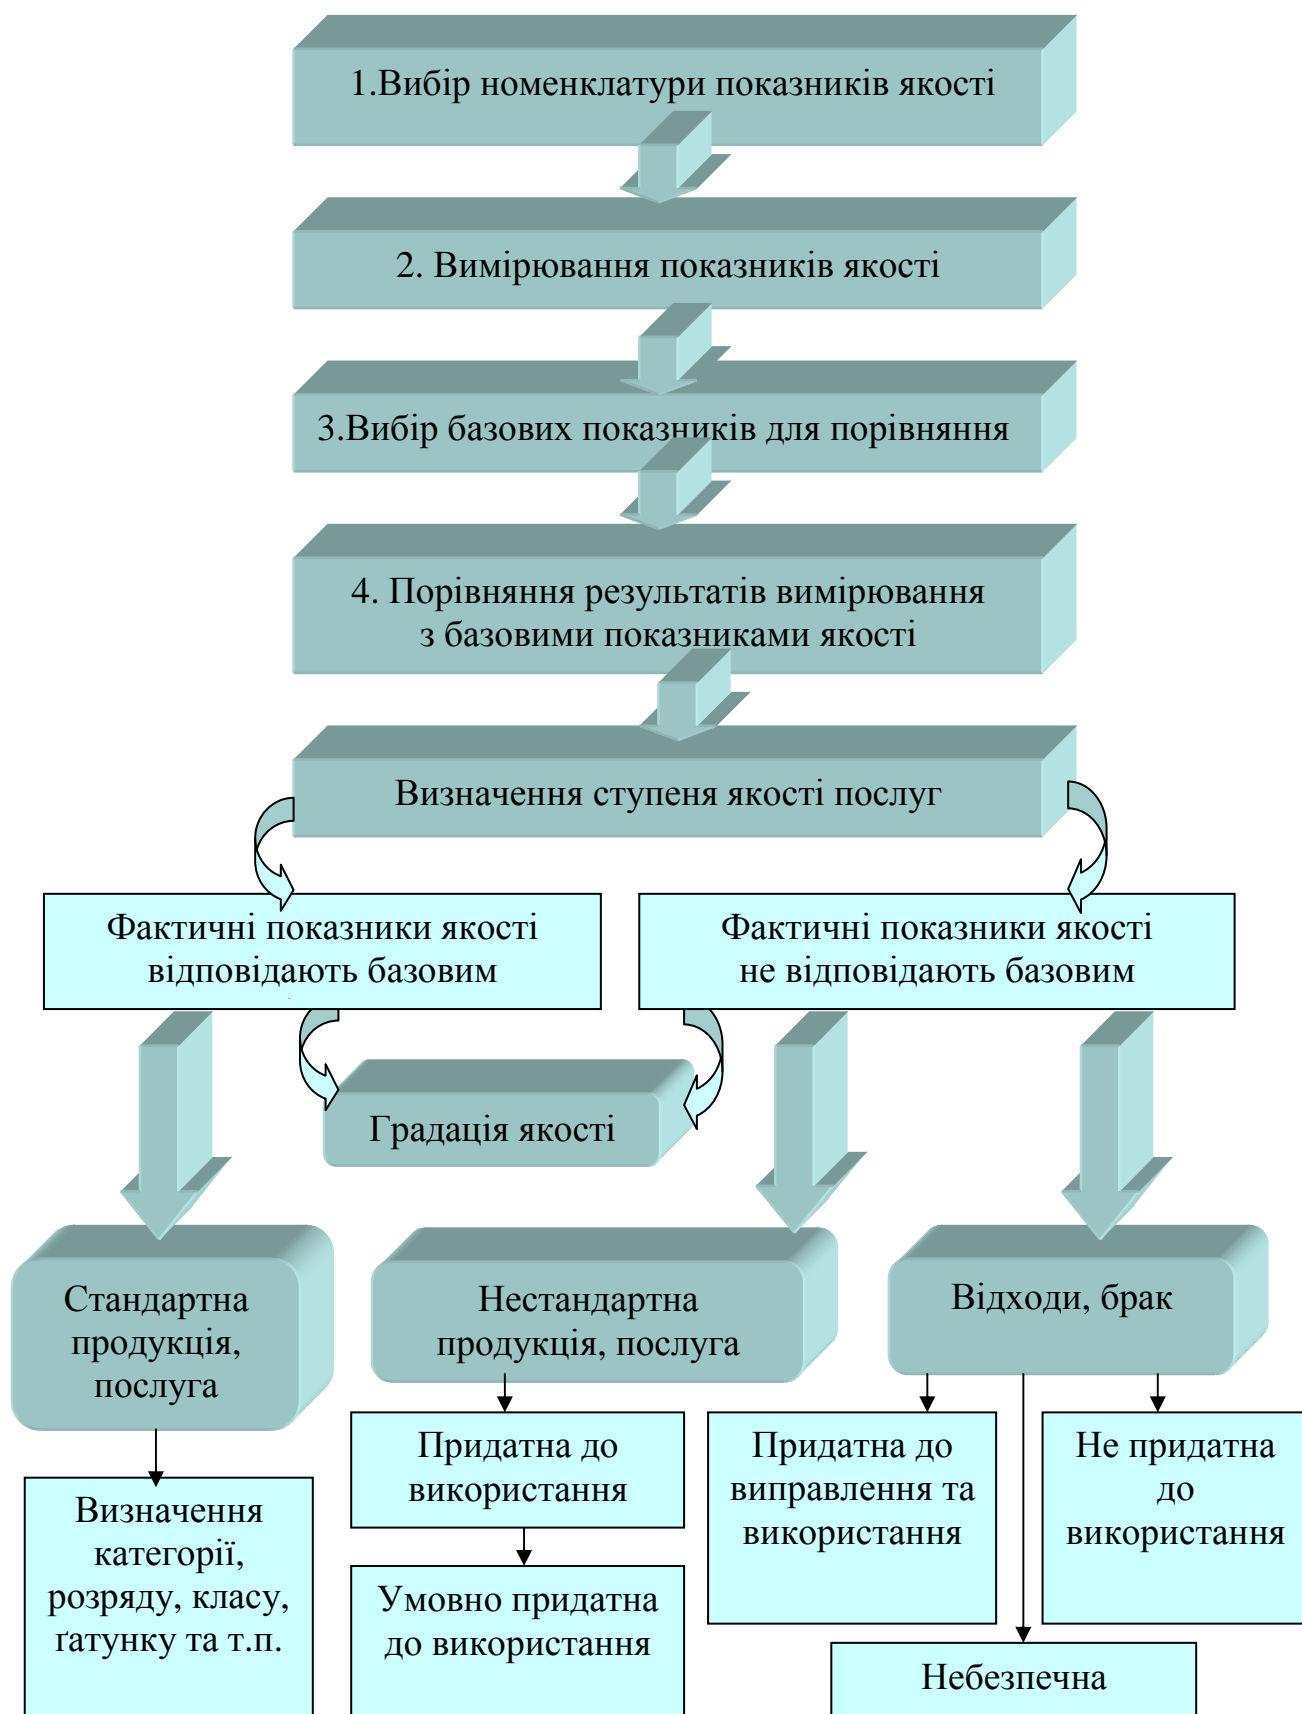 1.Вибір номенклатури показників якості
2. Вимірювання показників якості
3.Вибір базових показників для порівняння
4. Порівняння результатів вимірювання
з базовими показниками якості
Визначення ступеня якості послуг
Фактичні показники якості
відповідають базовим
Фактичні показники якості
не відповідають базовим
Градація якості
Стандартна
продукція,
послуга
Нестандартна
продукція, послуга
Відходи, брак
Визначення
категорії,
розряду, класу,
ґатунку та т.п.
Придатна до
використання
Умовно придатна
до використання
Придатна до
виправлення та
використання
Не придатна
до
використання
Небезпечна